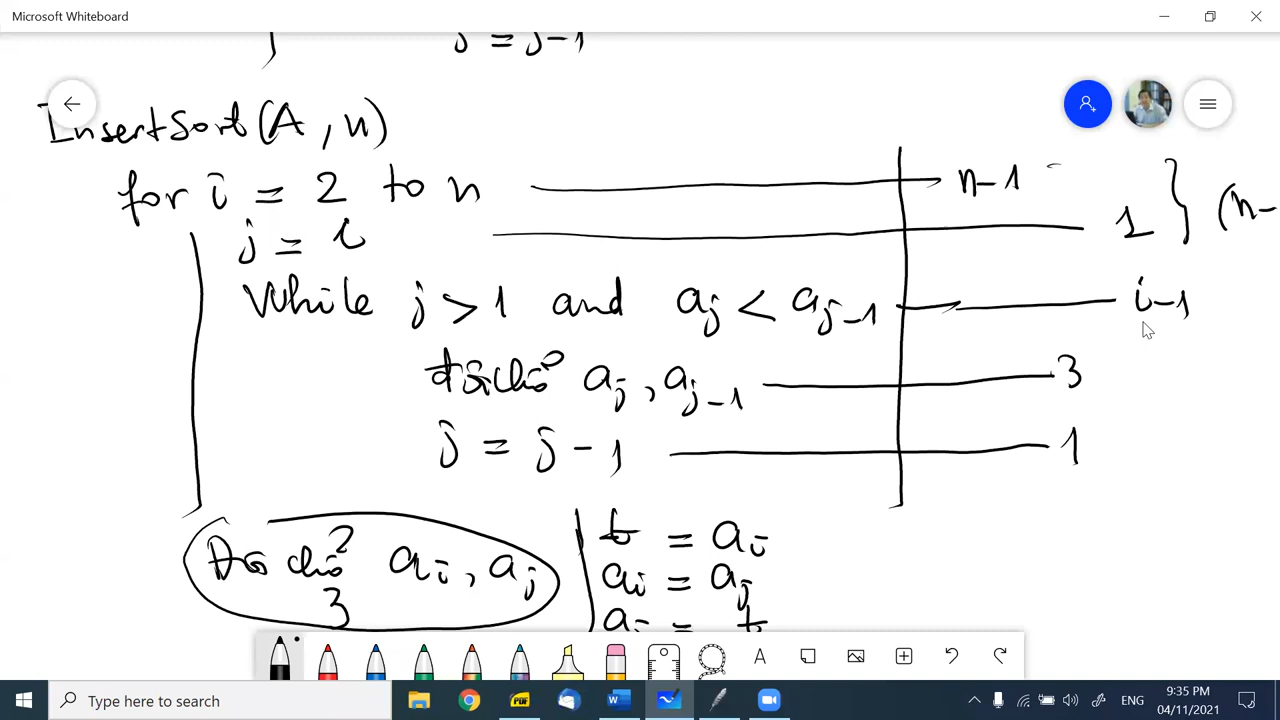 Microsoft Whiteboard
j = j-1
InsertSort(A, n)
for i = 2 to n n-1
j = i 1 } (n-
While j > 1 and aj < aj-1 i-1
đổi chỗ aj, aj-1 3
j = j - 1 1
Đổi chỗ ai, aj
3
t = ai
ai = aj
aj = t
Type here to search
ENG
9:35 PM
04/11/2021